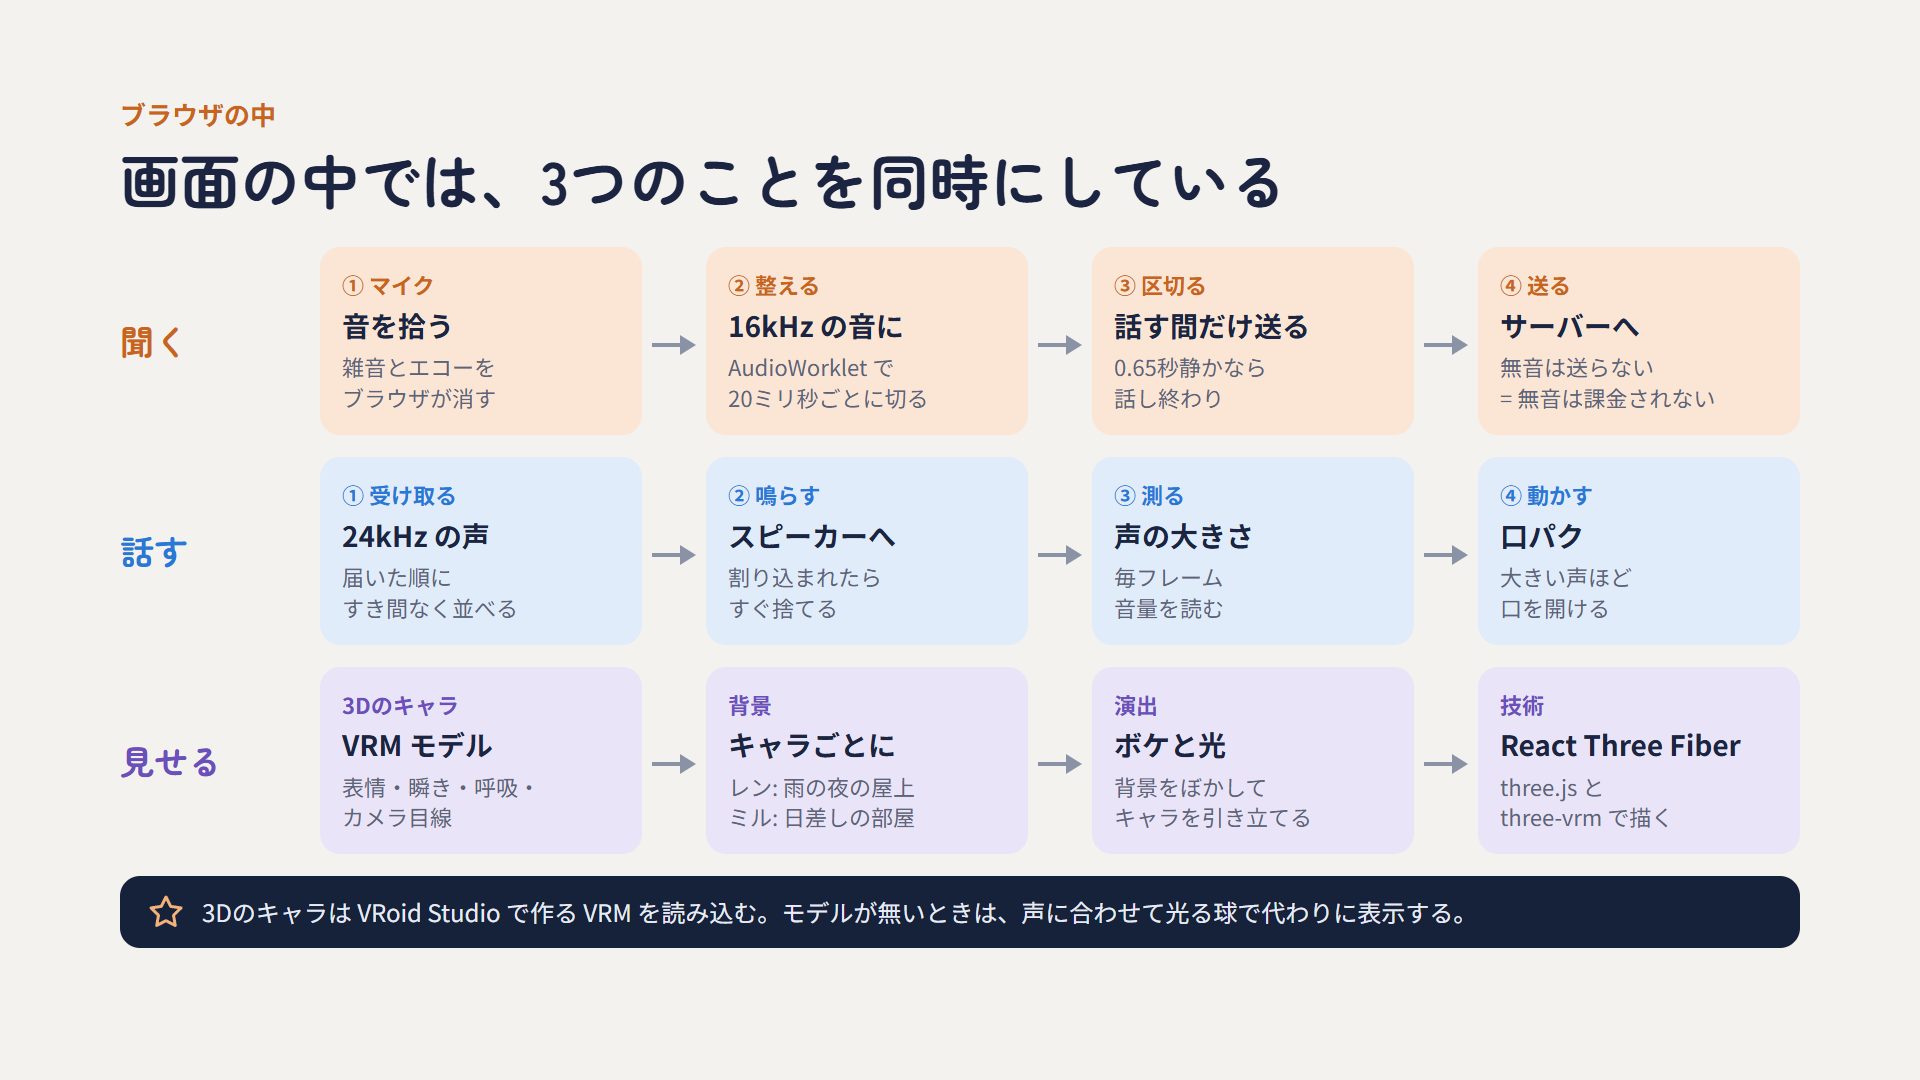 ブラウザの中
画面の中では、3つのことを同時にしている
聞く
① マイク
音を拾う
雑音とエコーを
ブラウザが消す
② 整える
16kHz の音に
AudioWorklet で
20ミリ秒ごとに切る
③ 区切る
話す間だけ送る
0.65秒静かなら
話し終わり
④ 送る
サーバーへ
無音は送らない
= 無音は課金されない
話す
① 受け取る
24kHz の声
届いた順に
すき間なく並べる
② 鳴らす
スピーカーへ
割り込まれたら
すぐ捨てる
③ 測る
声の大きさ
毎フレーム
音量を読む
④ 動かす
口パク
大きい声ほど
口を開ける
見せる
3Dのキャラ
VRM モデル
表情・瞬き・呼吸・
カメラ目線
背景
キャラごとに
レン: 雨の夜の屋上
ミル: 日差しの部屋
演出
ボケと光
背景をぼかして
キャラを引き立てる
技術
React Three Fiber
three.js と
three-vrm で描く
3Dのキャラは VRoid Studio で作る VRM を読み込む。モデルが無いときは、声に合わせて光る球で代わりに表示する。